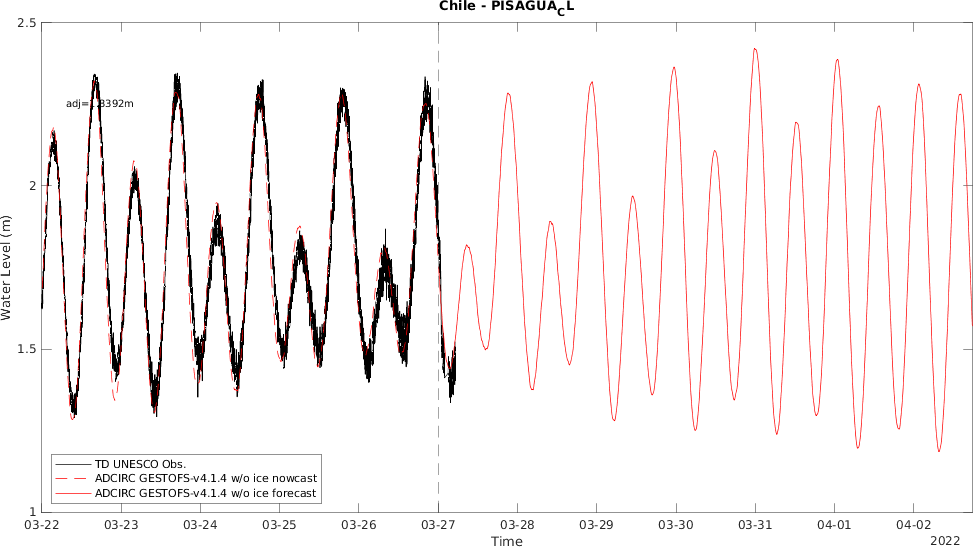 Chile - PISAGUA_CL
2.5
adj=1.8392m
2
Water Level (m)
1.5
TD UNESCO Obs.
ADCIRC GESTOFS-v4.1.4 w/o ice nowcast
ADCIRC GESTOFS-v4.1.4 w/o ice forecast
1
03-22 03-23 03-24 03-25 03-26 03-27 03-28 03-29 03-30 03-31 04-01 04-02
Time
2022